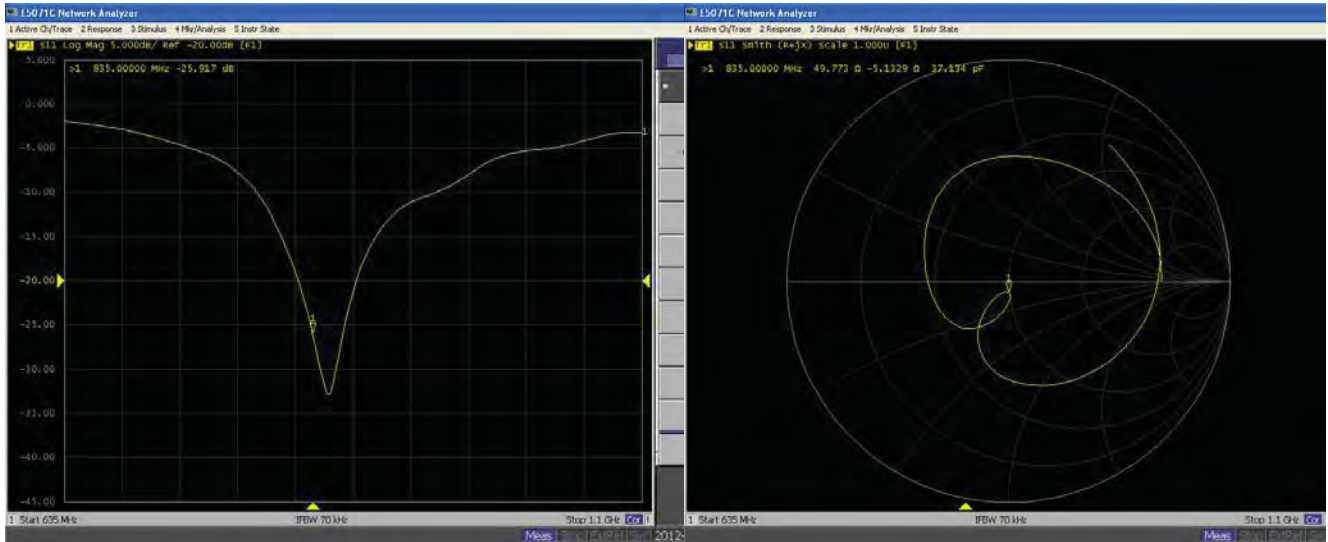 E5071C Network Analyzer
1 Active Ch/Trace 2 Response 3 Stimulus 4 Mkr/Analysis 5 Instr State
Tr1 S11 Log Mag 5.000dB/ Ref -20.00dB [F1]
5.000
>1 835.00000 MHz -25.917 dB
0.000
-5.000
-10.00
-15.00
-20.00
-25.00
-30.00
-35.00
-40.00
-45.00
1
1
1 Start 635 MHz IFBW 70 kHz Stop 1.1 GHz Cor !
Meas
2012-
E5071C Network Analyzer
1 Active Ch/Trace 2 Response 3 Stimulus 4 Mkr/Analysis 5 Instr State
Tr1 S11 Smith (R+jX) Scale 1.000U [F1]
>1 835.00000 MHz 49.773 Ω -5.1329 Ω 37.134 pF
1
1 Start 635 MHz IFBW 70 kHz Stop 1.1 GHz Cor
Meas